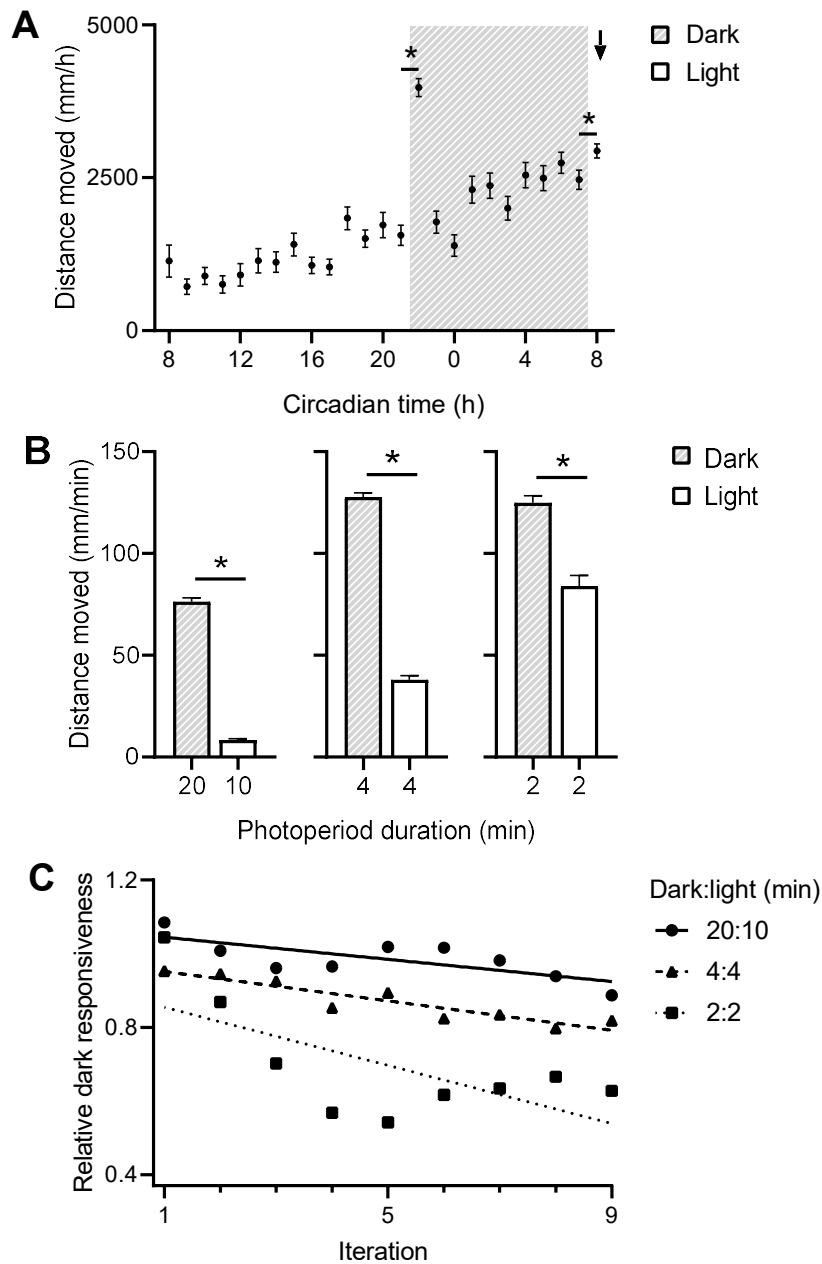 A
5000
2500
0
Distance moved (mm/h)
*
*
Dark
Light
8 12 16 20 0 4 8
Circadian time (h)
B
150
100
50
0
Distance moved (mm/min)
*
*
*
Dark
Light
20 10 4 4 2 2
Photoperiod duration (min)
C
1.2
0.8
0.4
Relative dark responsiveness
Dark:light (min)
20:10
4:4
2:2
1 5 9
Iteration